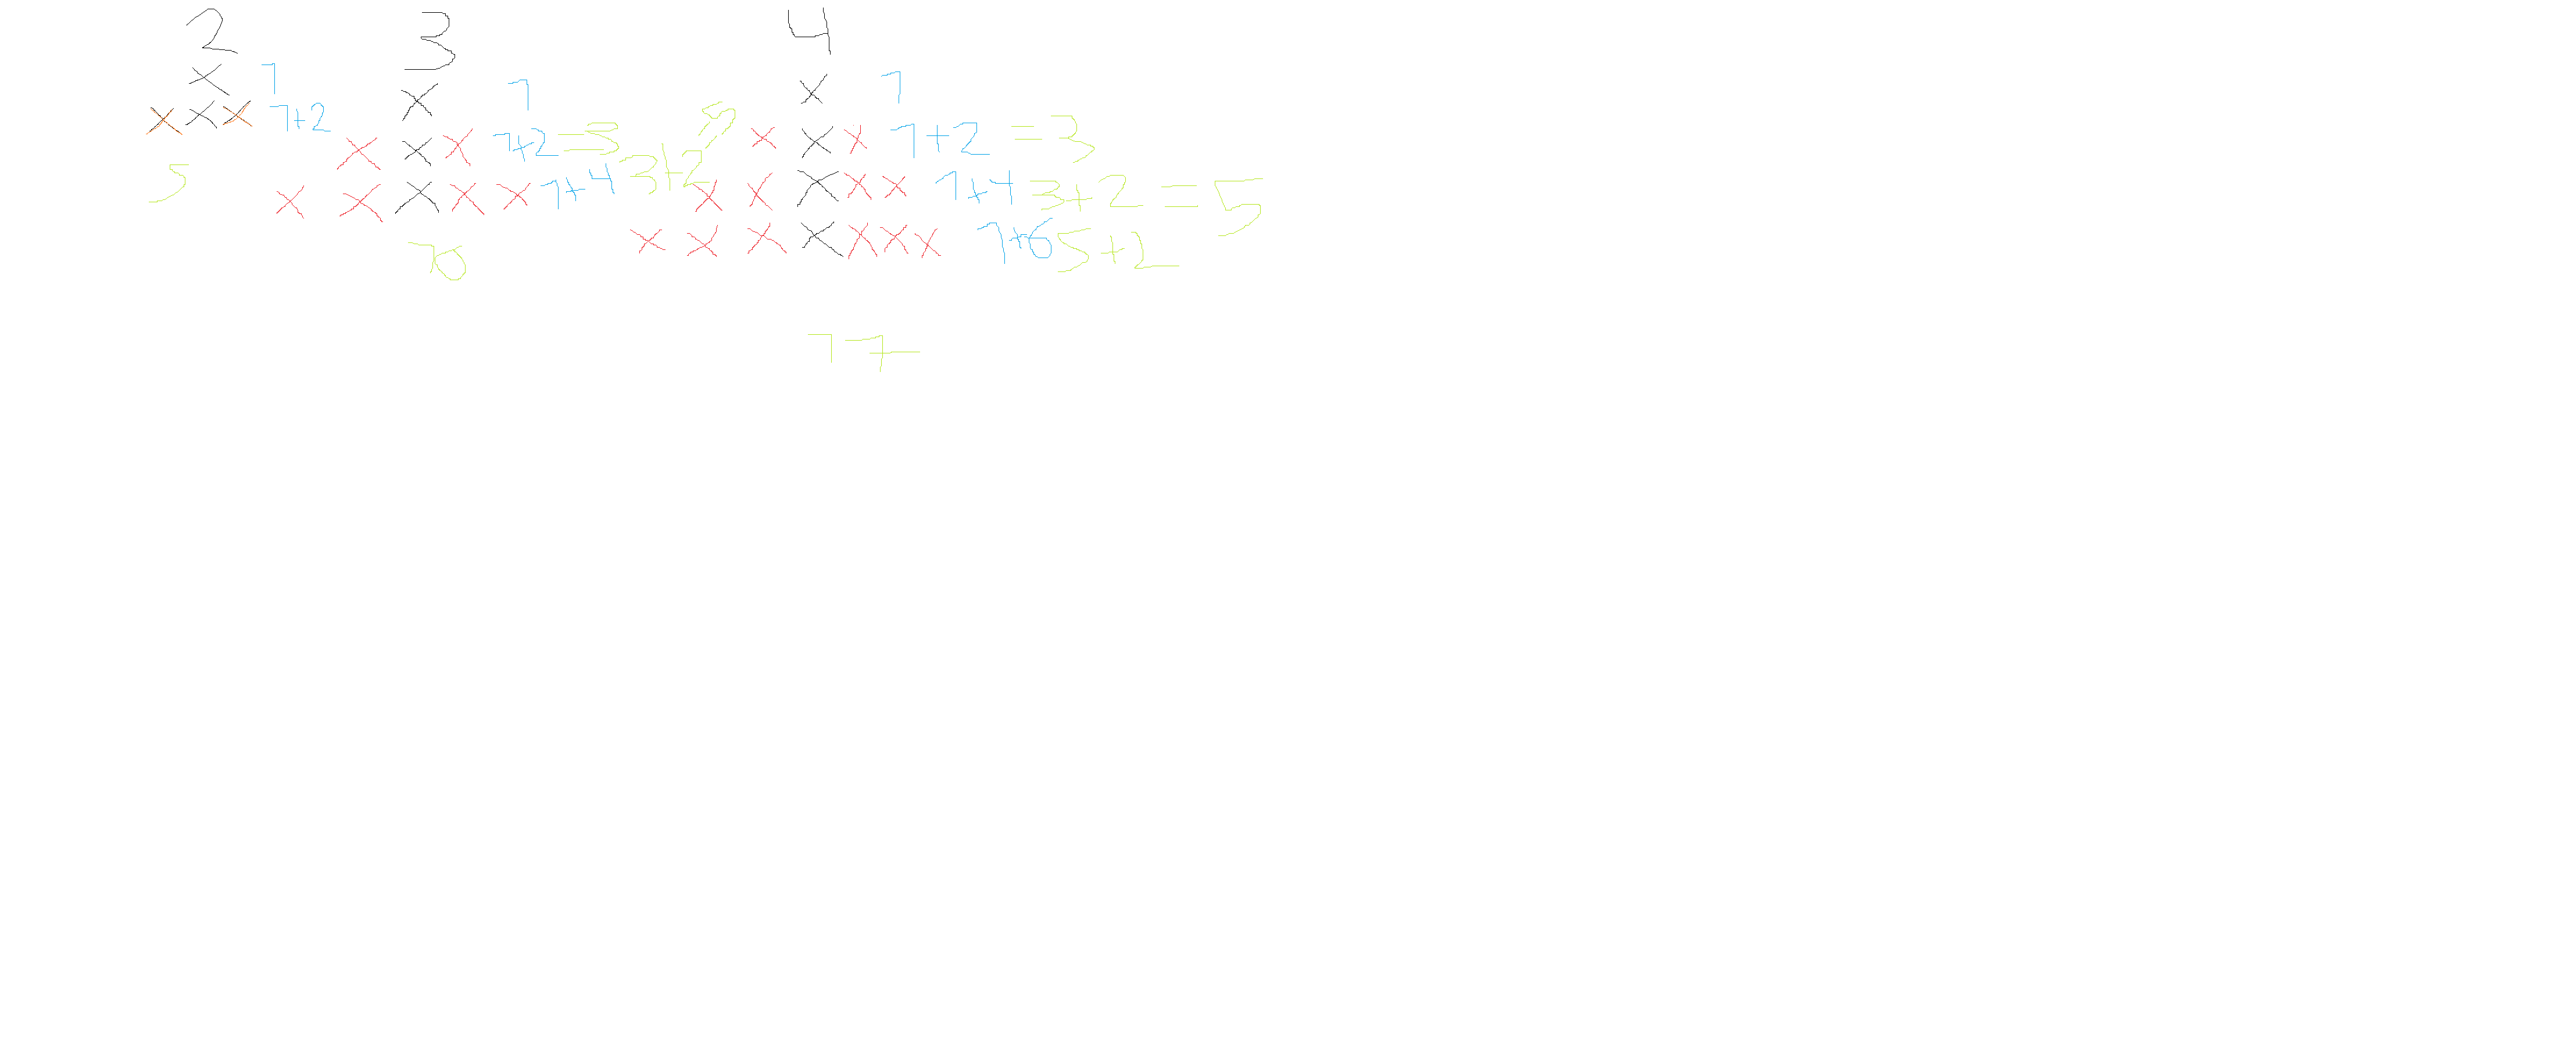 2
X 1
X X X 1+2
5
3
X 1
X X X 1+2 =3
X X X X X 1+4 3+2=5
10
4
X 1
X X X 1+2 =3
X X X X X 1+4 3+2 =5
X X X X X X X 1+6 5+2
17